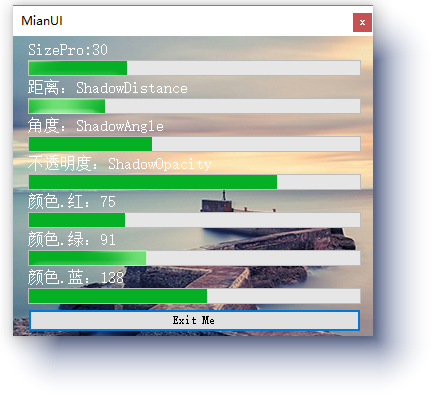 MianUI
SizePro:30
距离：ShadowDistance
角度：ShadowAngle
不透明度：ShadowOpacity
颜色.红：75
颜色.绿：91
颜色.蓝：138
Exit Me